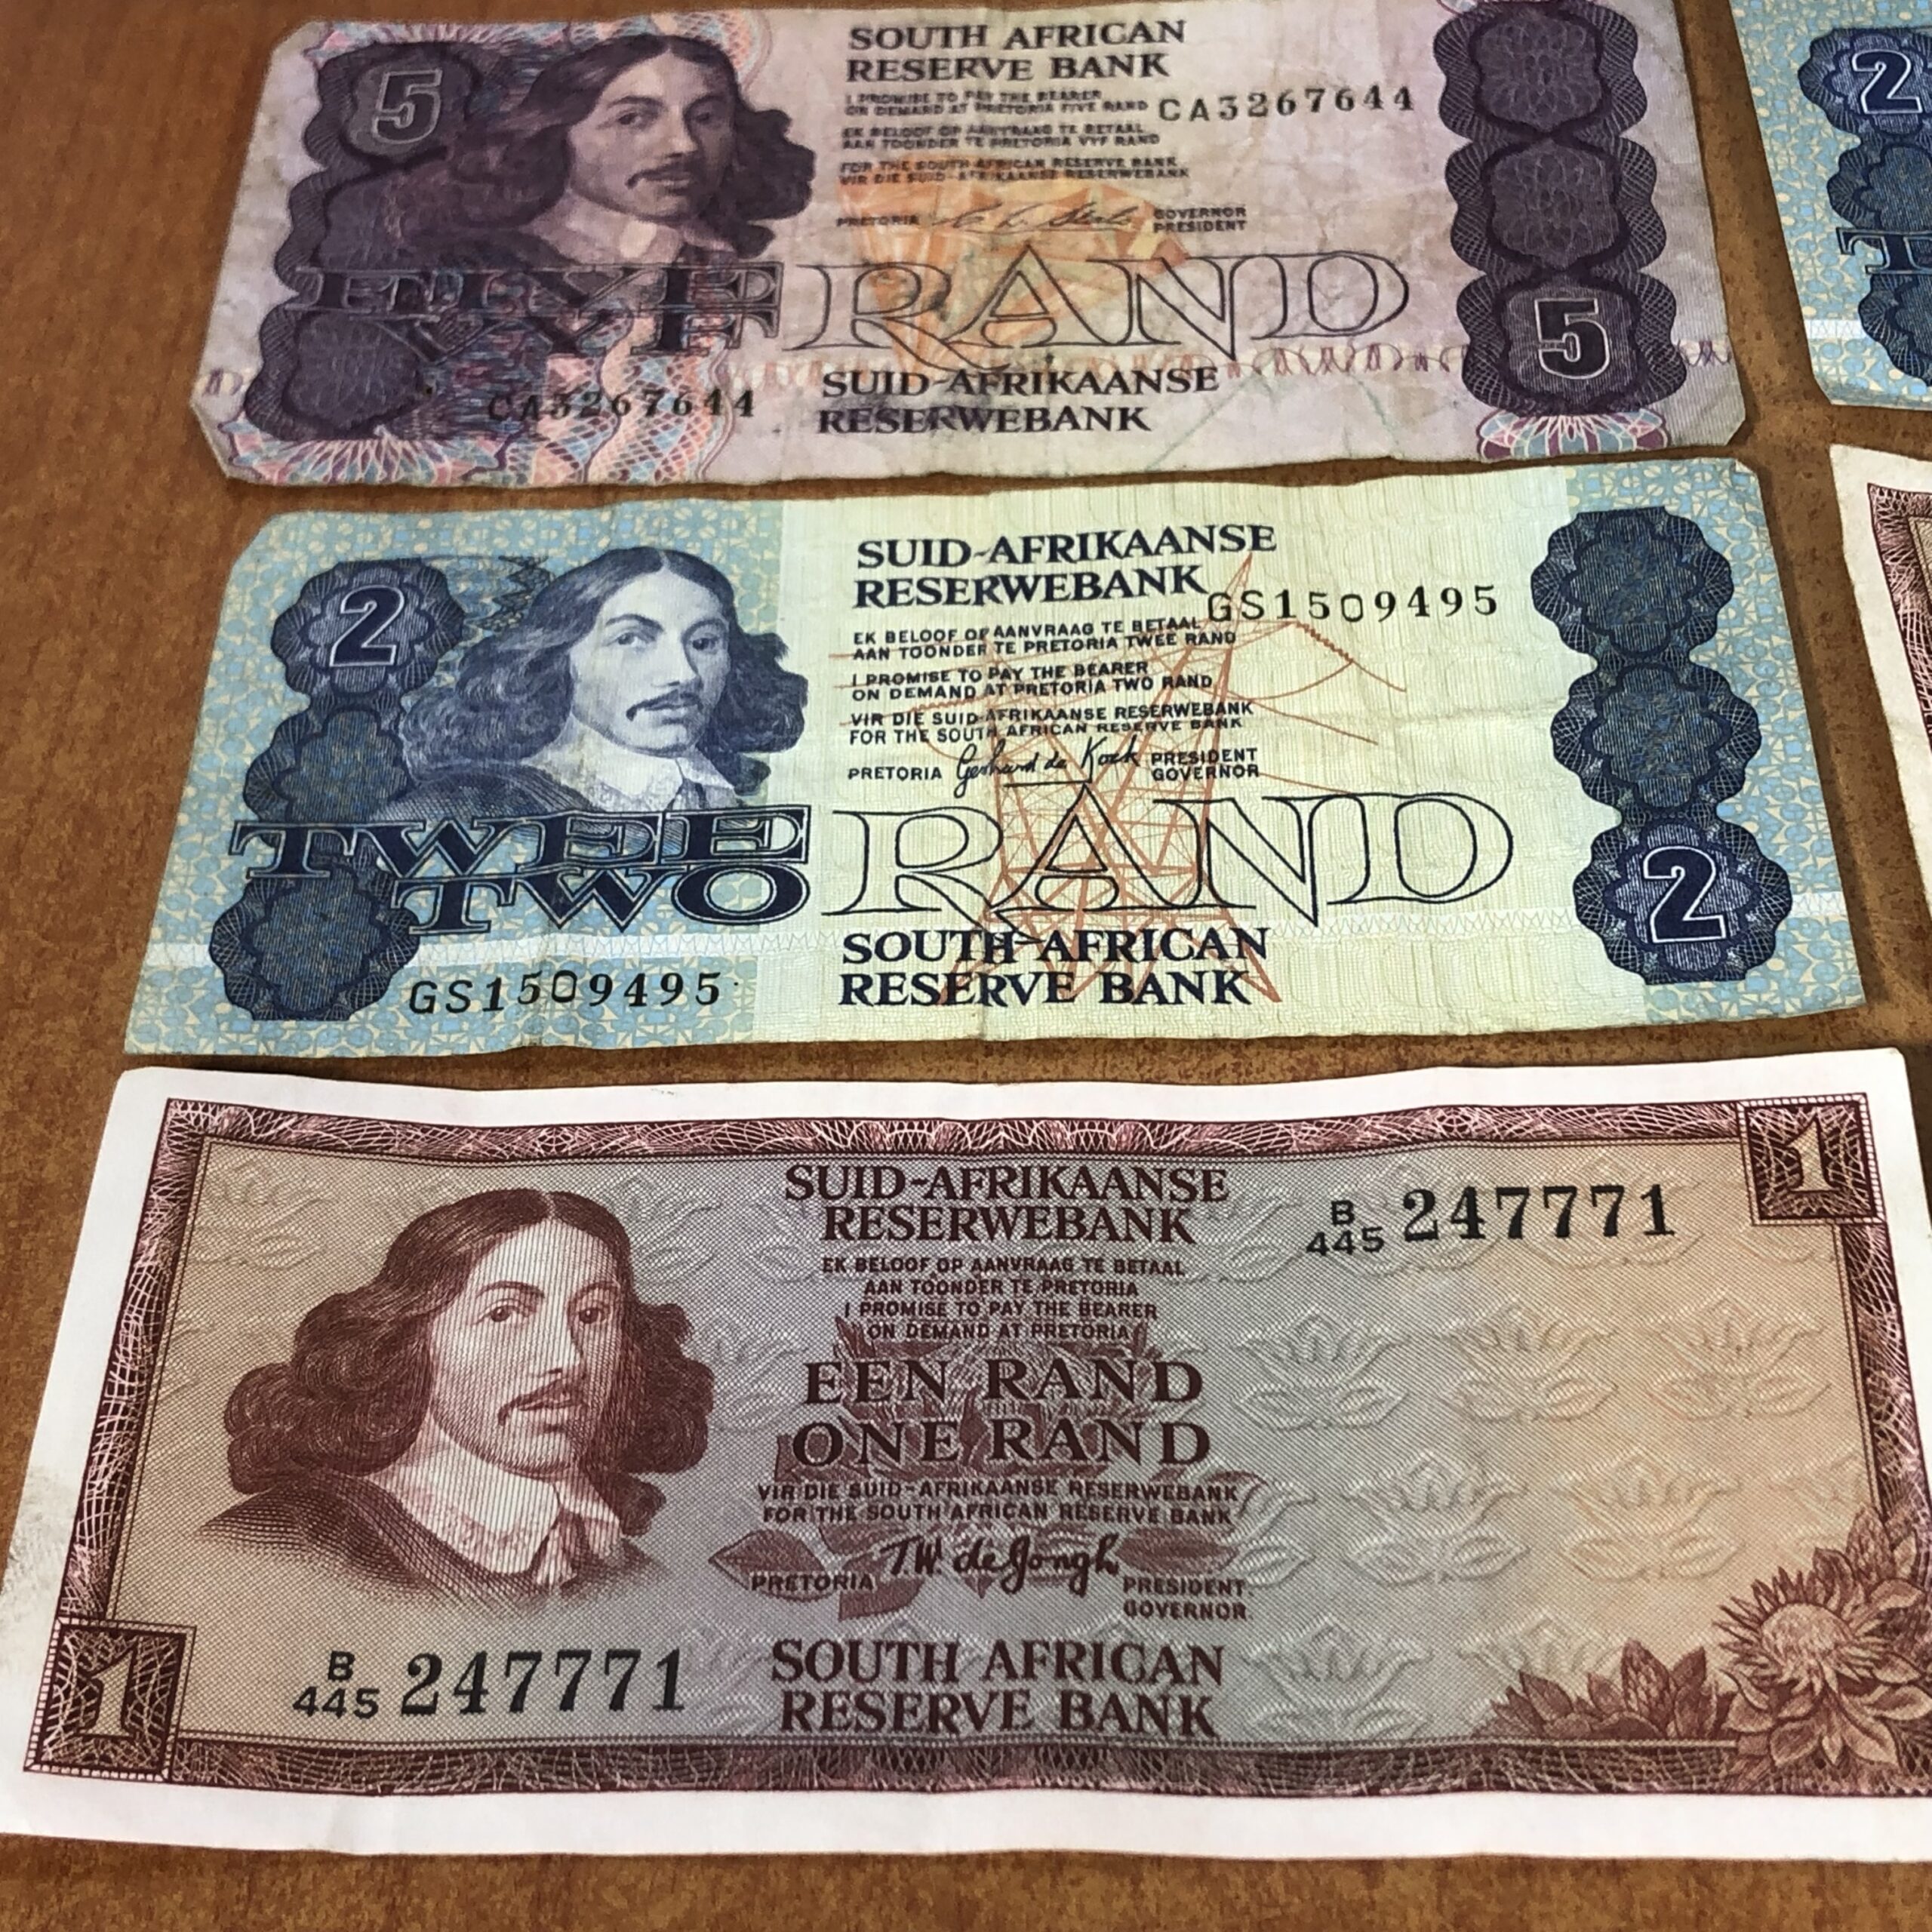 5
SOUTH AFRICAN
RESERVE BANK
I PROMISE TO PAY THE BEARER
ON DEMAND AT PRETORIA FIVE RAND
CA3267644
EK BELOOF OP AANVRAAG TE BETAAL
AAN TOONDER TE PRETORIA VYF RAND
FOR THE SOUTH AFRICAN RESERVE BANK
VIR DIE SUID-AFRIKAANSE RESERWEBANK
PRETORIA
GOVERNOR
PRESIDENT
FIVE RAND
VYF
5
CA3267644
SUID-AFRIKAANSE
RESERWEBANK
2
2
SUID-AFRIKAANSE
RESERWEBANK
GS1509495
EK BELOOF OP AANVRAAG TE BETAAL
AAN TOONDER TE PRETORIA TWEE RAND
I PROMISE TO PAY THE BEARER
ON DEMAND AT PRETORIA TWO RAND
VIR DIE SUID-AFRIKAANSE RESERWEBANK
FOR THE SOUTH AFRICAN RESERVE BANK
PRETORIA Gerhard de Kock PRESIDENT
GOVERNOR
TWEE RAND
TWO
2
GS1509495
SOUTH-AFRICAN
RESERVE BANK
1
SUID-AFRIKAANSE
RESERWEBANK
B
445 247771
EK BELOOF OP AANVRAAG TE BETAAL
AAN TOONDER TE PRETORIA
I PROMISE TO PAY THE BEARER
ON DEMAND AT PRETORIA
EEN RAND
ONE RAND
VIR DIE SUID-AFRIKAANSE RESERWEBANK
FOR THE SOUTH AFRICAN RESERVE BANK
T.W. de Jongh
PRETORIA
PRESIDENT
GOVERNOR
1
B
445 247771
SOUTH AFRICAN
RESERVE BANK